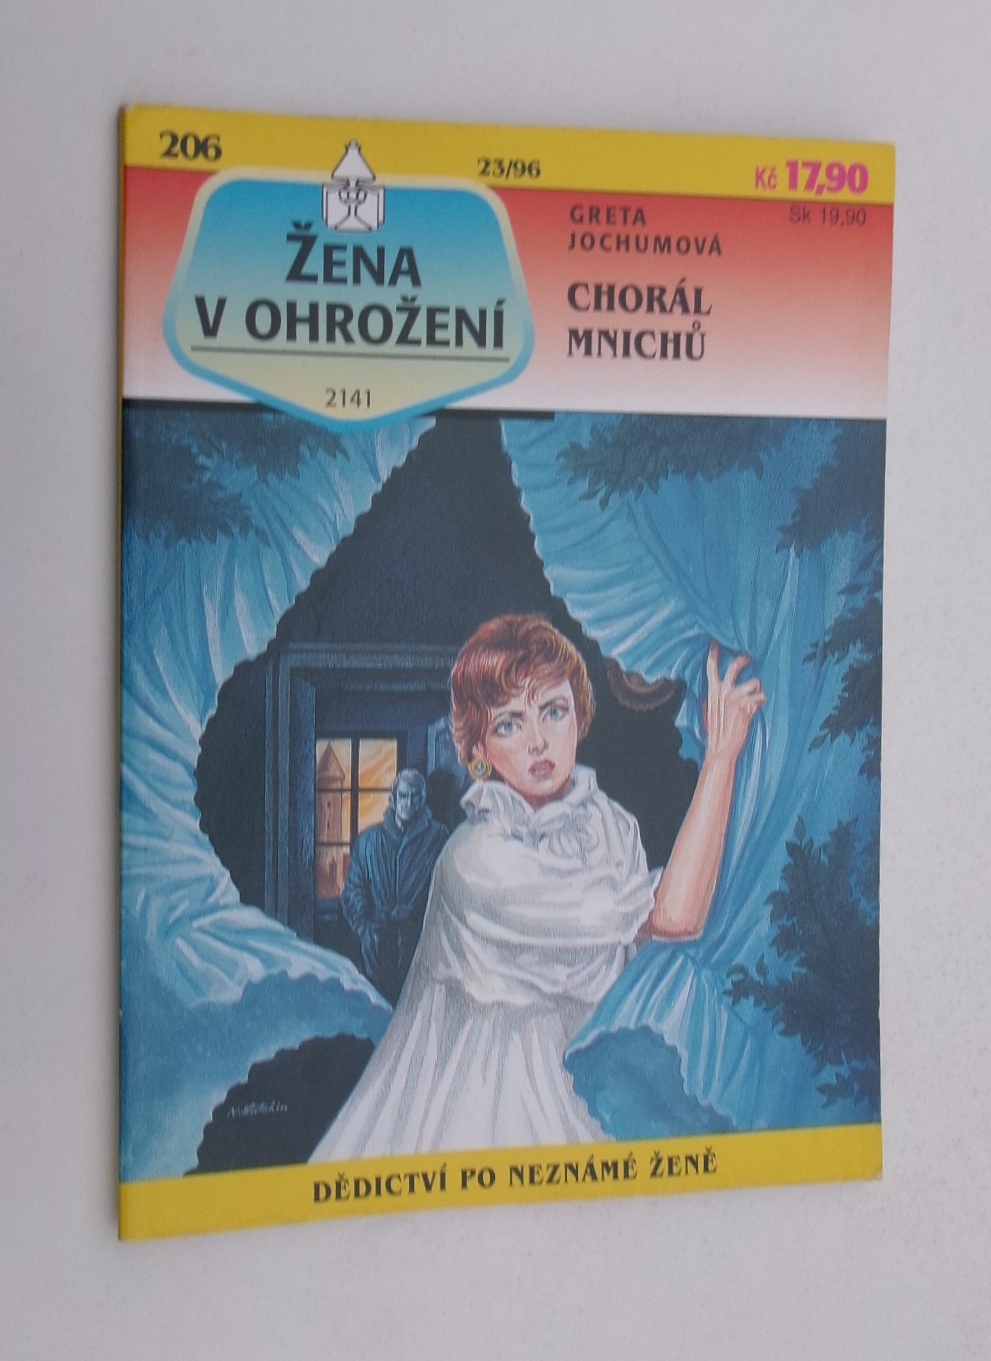 206
23/96
Kč 17,90
Sk 19,90
ŽENA
V OHROŽENÍ
2141
GRETA
JOCHUMOVÁ
CHORÁL
MNICHŮ
DĚDICTVÍ PO NEZNÁMÉ ŽENĚ